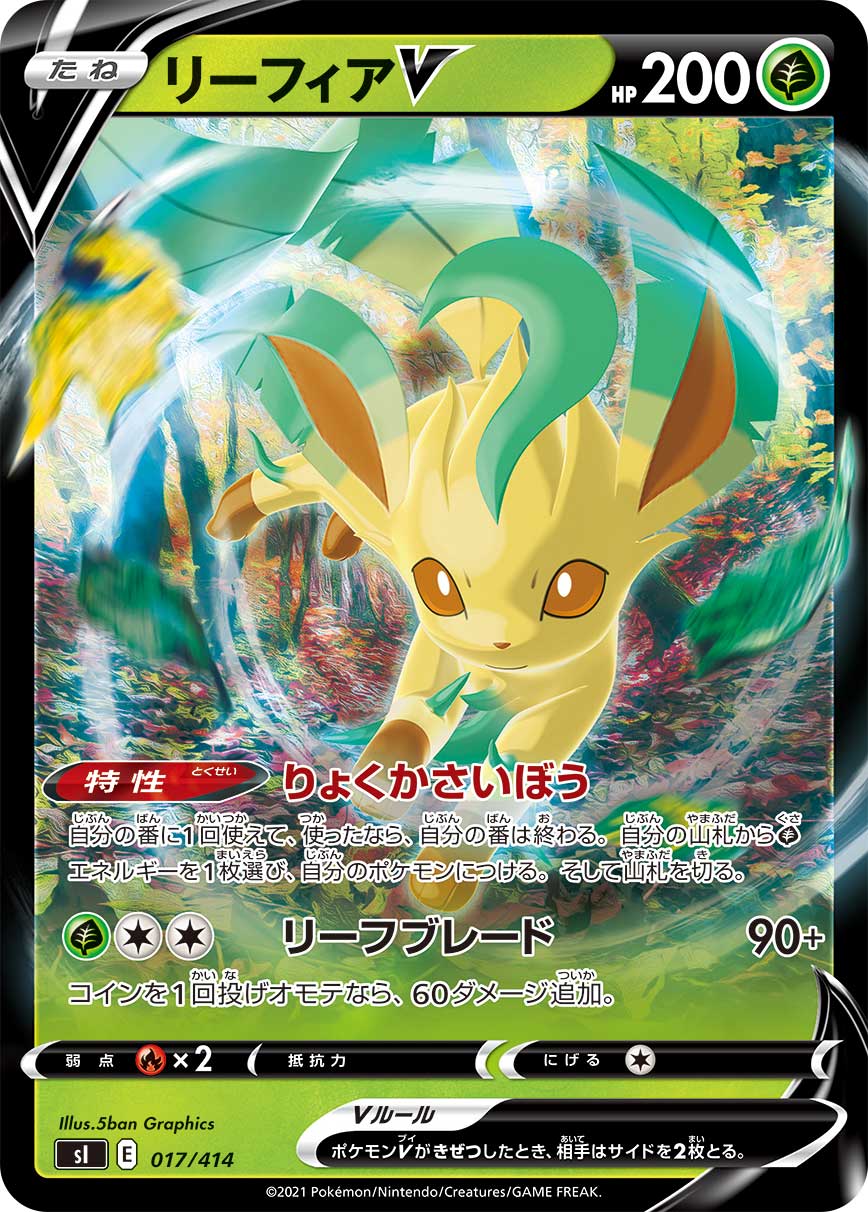 たね リーフィアV HP200
特性 とくせい りょくかさいぼう
自分の番に1回使えて、使ったなら、自分の番は終わる。自分の山札から
エネルギーを1枚選び、自分のポケモンにつける。そして山札を切る。
リーフブレード 90+
コインを1回投げオモテなら、60ダメージ追加。
弱点 ×2 抵抗力 にげる
Illus.5ban Graphics
Vルール
ポケモンVがきぜつしたとき、相手はサイドを2枚とる。
sI E 017/414
©2021 Pokémon/Nintendo/Creatures/GAME FREAK.